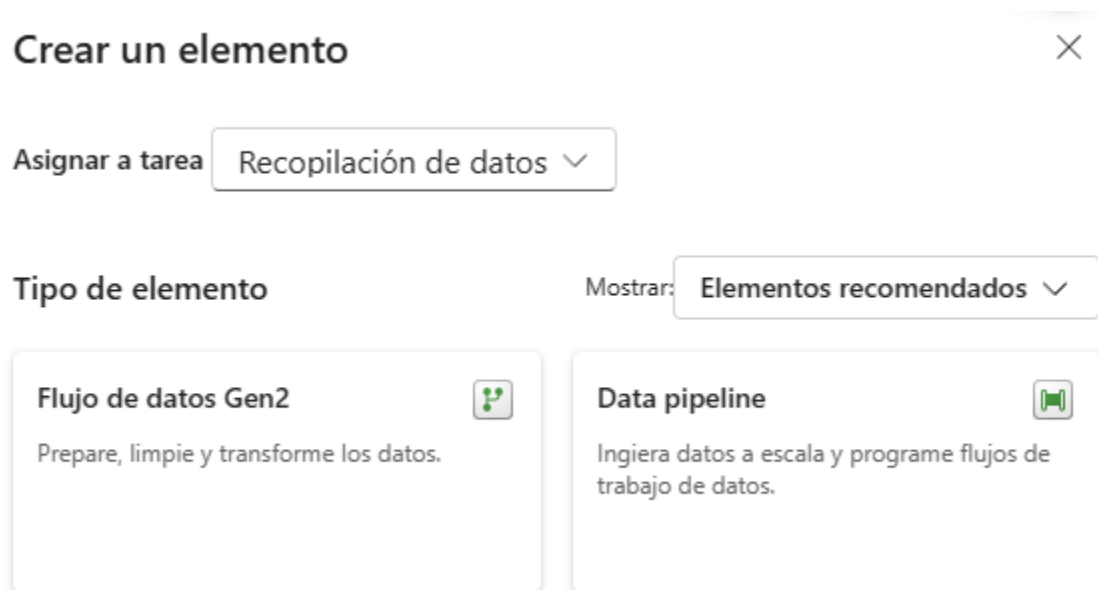 Crear un elemento
Asignar a tarea Recopilación de datos
Tipo de elemento Mostrar: Elementos recomendados
Flujo de datos Gen2
Prepare, limpie y transforme los datos.
Data pipeline
Ingiera datos a escala y programe flujos de
trabajo de datos.